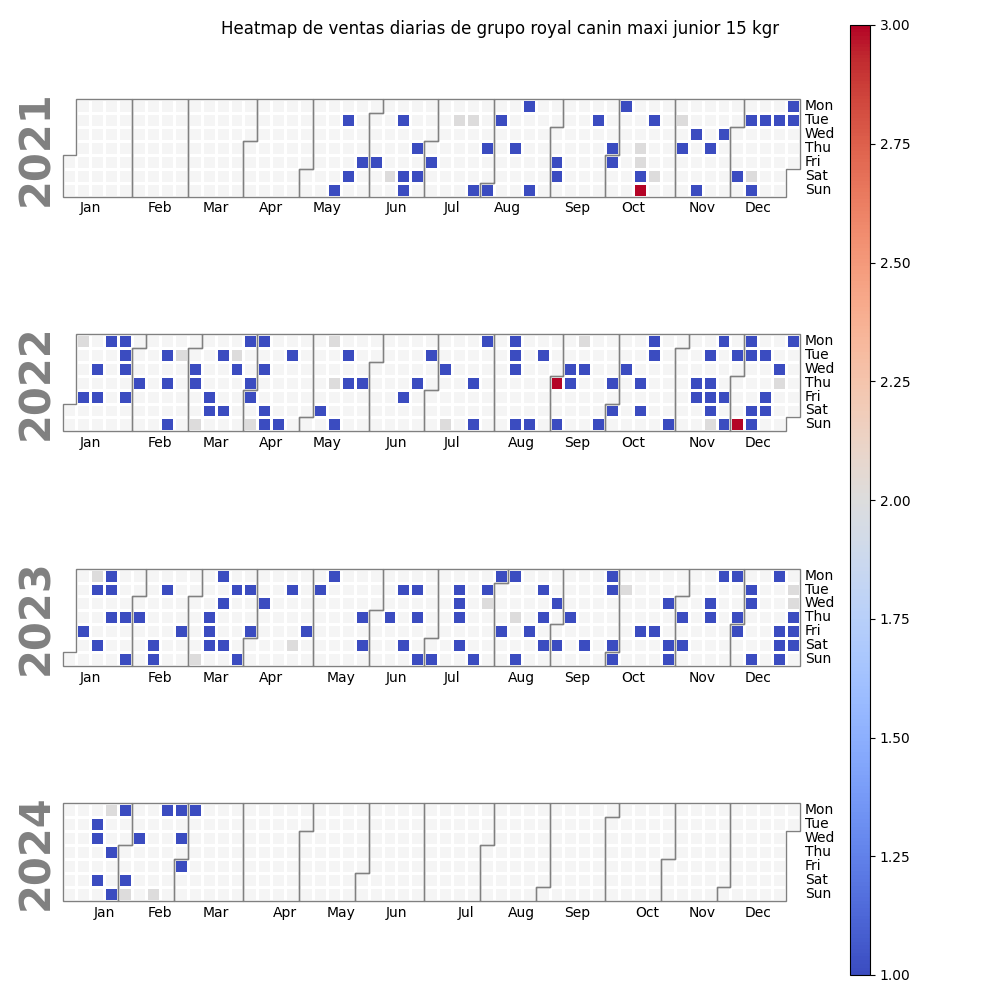 Heatmap de ventas diarias de grupo royal canin maxi junior 15 kgr
2021
Mon
Tue
Wed
Thu
Fri
Sat
Sun
Jan Feb Mar Apr May Jun Jul Aug Sep Oct Nov Dec
2022
Mon
Tue
Wed
Thu
Fri
Sat
Sun
Jan Feb Mar Apr May Jun Jul Aug Sep Oct Nov Dec
2023
Mon
Tue
Wed
Thu
Fri
Sat
Sun
Jan Feb Mar Apr May Jun Jul Aug Sep Oct Nov Dec
2024
Mon
Tue
Wed
Thu
Fri
Sat
Sun
Jan Feb Mar Apr May Jun Jul Aug Sep Oct Nov Dec
3.00
2.75
2.50
2.25
2.00
1.75
1.50
1.25
1.00